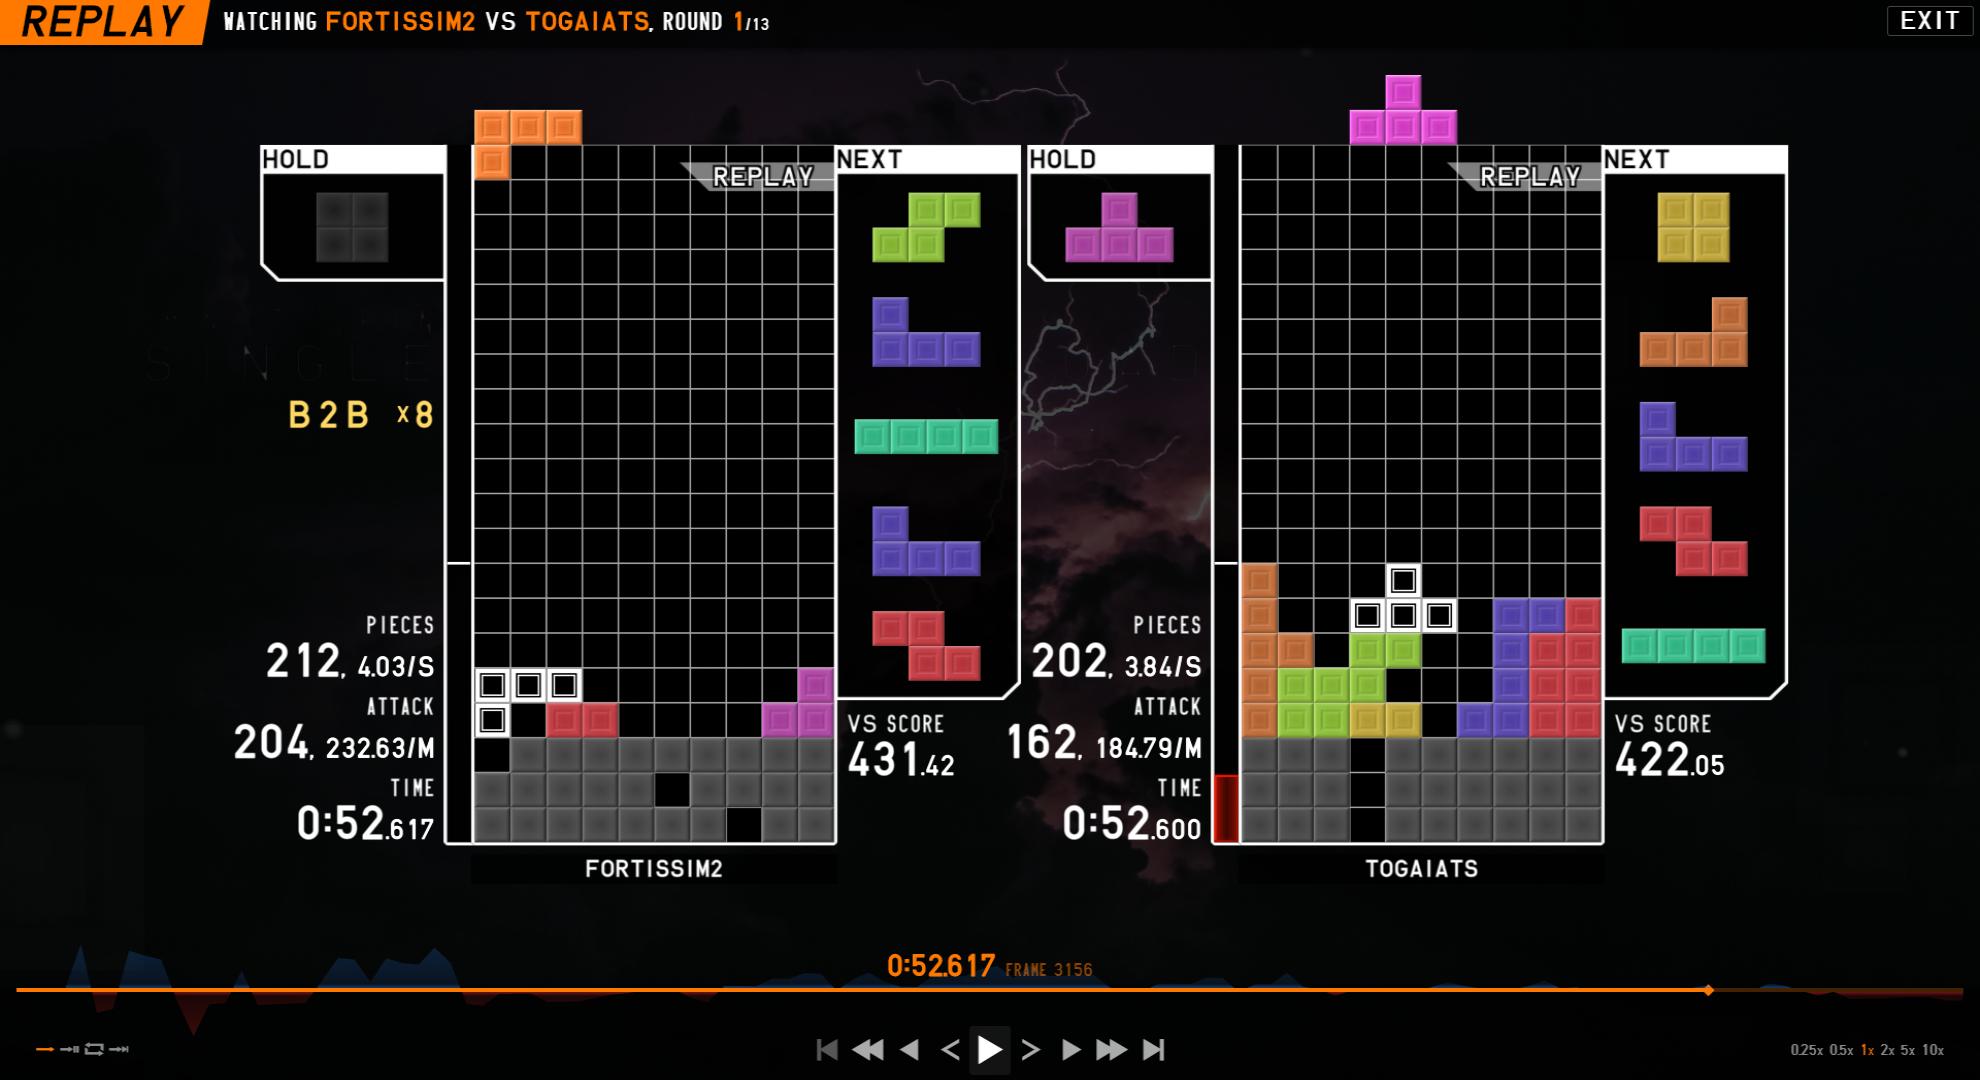 REPLAY WATCHING FORTISSIM2 VS TOGAIATS, ROUND 1/13
EXIT
HOLD
REPLAY
NEXT
SINGLE
B2B x8
PIECES
212, 4.03/S
ATTACK
204, 232.63/M
TIME
0:52.617
VS SCORE
431.42
FORTISSIM2
HOLD
REPLAY
NEXT
PIECES
202, 3.84/S
ATTACK
162, 184.79/M
TIME
0:52.600
VS SCORE
422.05
TOGAIATS
0:52.617 FRAME 3156
0.25x 0.5x 1x 2x 5x 10x